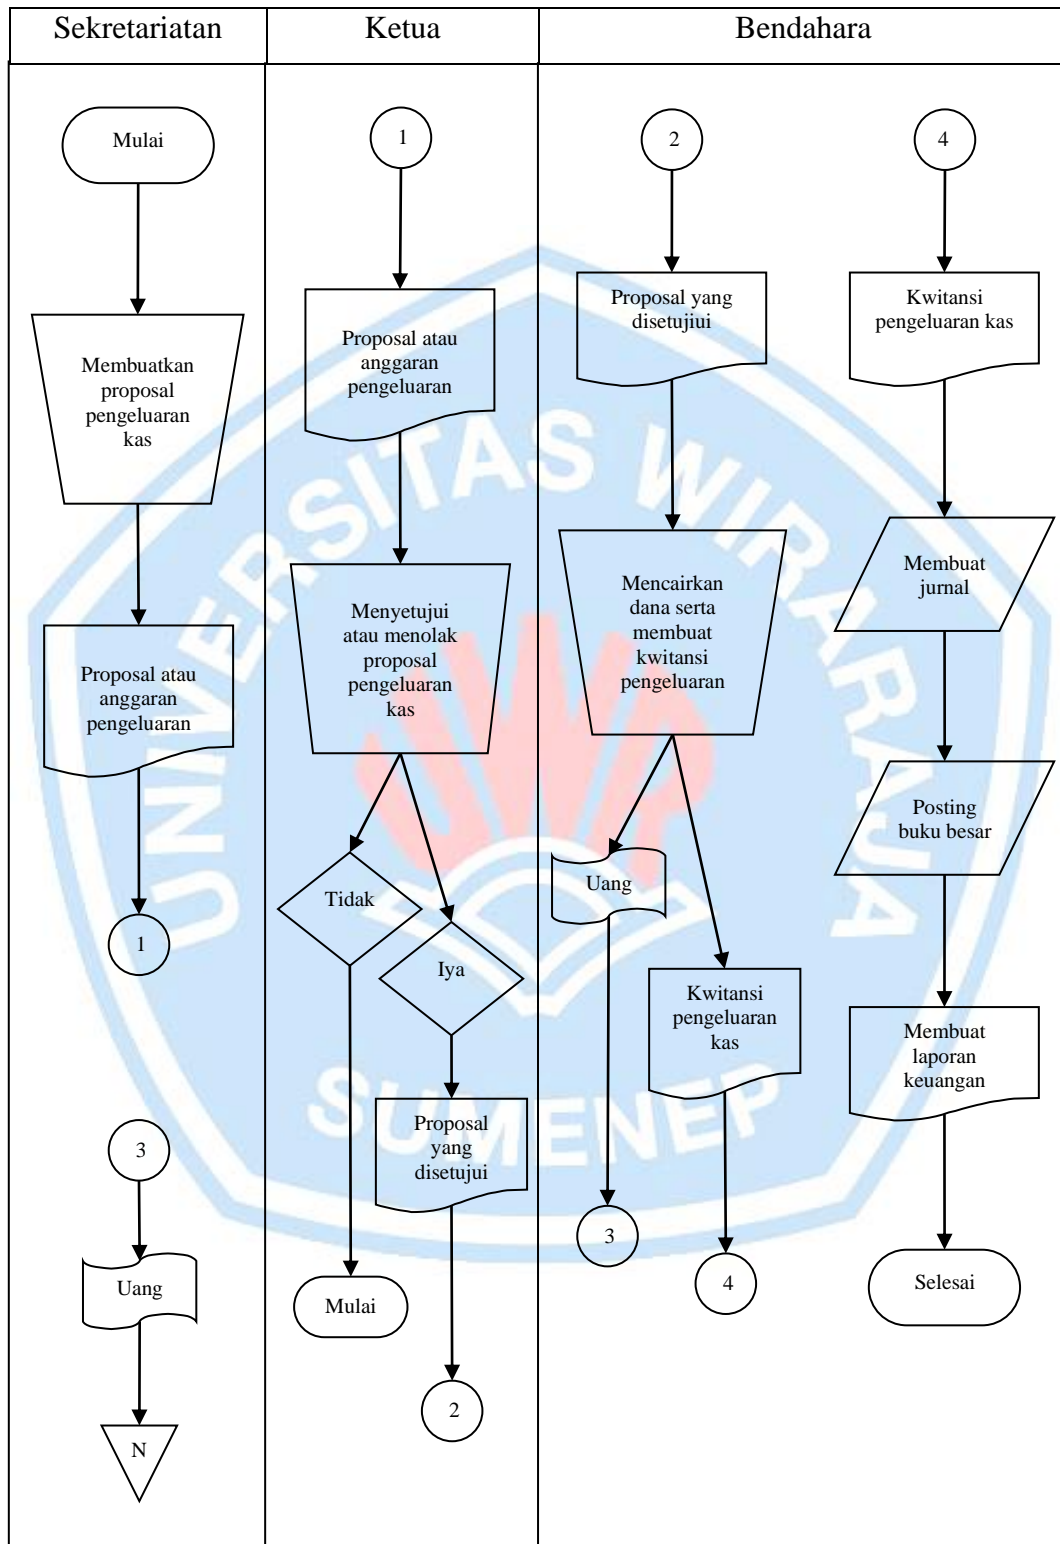 Sekretariatan
Ketua
Bendahara
Mulai
Membuatkan
proposal
pengeluaran
kas
Proposal atau
anggaran
pengeluaran
1
3
Uang
N
1
Proposal atau
anggaran
pengeluaran
Menyetujui
atau menolak
proposal
pengeluaran
kas
Tidak
Iya
Mulai
Proposal
yang
disetujui
2
2
Proposal yang
disetujiui
Mencairkan
dana serta
membuat
kwitansi
pengeluaran
Uang
Kwitansi
pengeluaran
kas
3
4
4
Kwitansi
pengeluaran kas
Membuat
jurnal
Posting
buku besar
Membuat
laporan
keuangan
Selesai
UNIVERSITAS WIRARAJA
UWR
SUMENEP